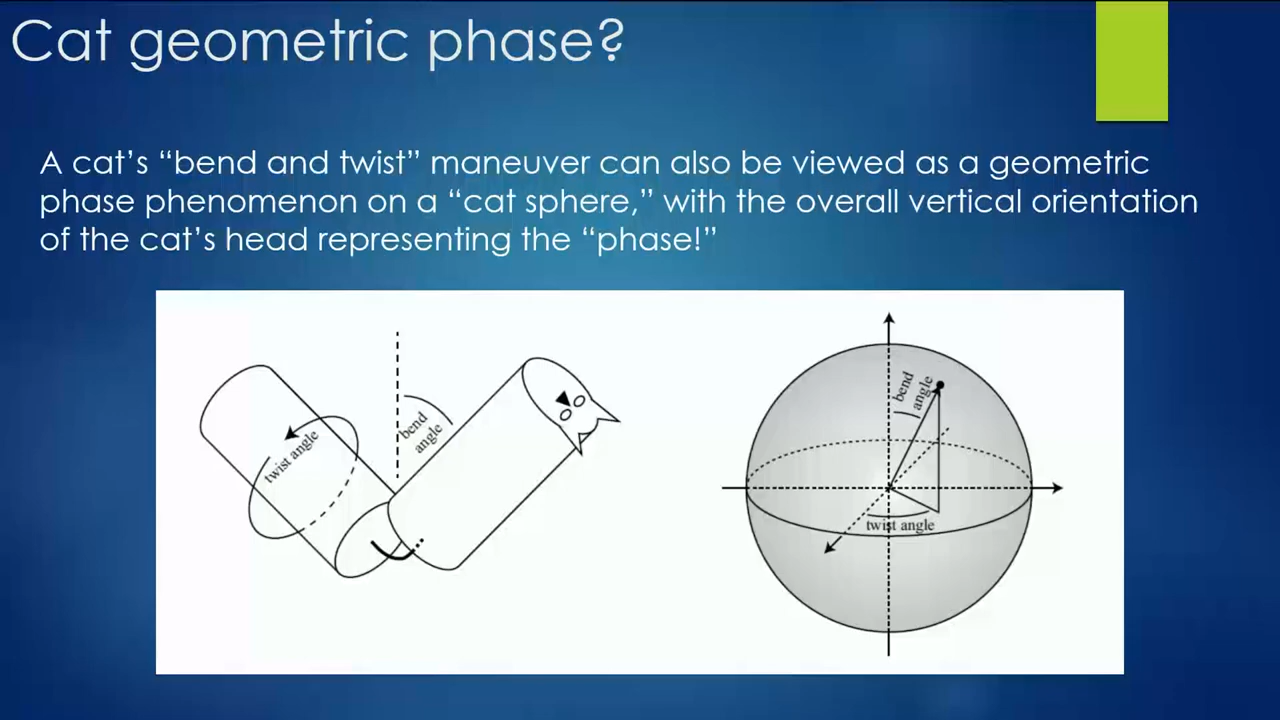 Cat geometric phase?
A cat’s “bend and twist” maneuver can also be viewed as a geometric
phase phenomenon on a “cat sphere,” with the overall vertical orientation
of the cat’s head representing the “phase!”
twist angle
bend
angle
bend
angle
twist angle